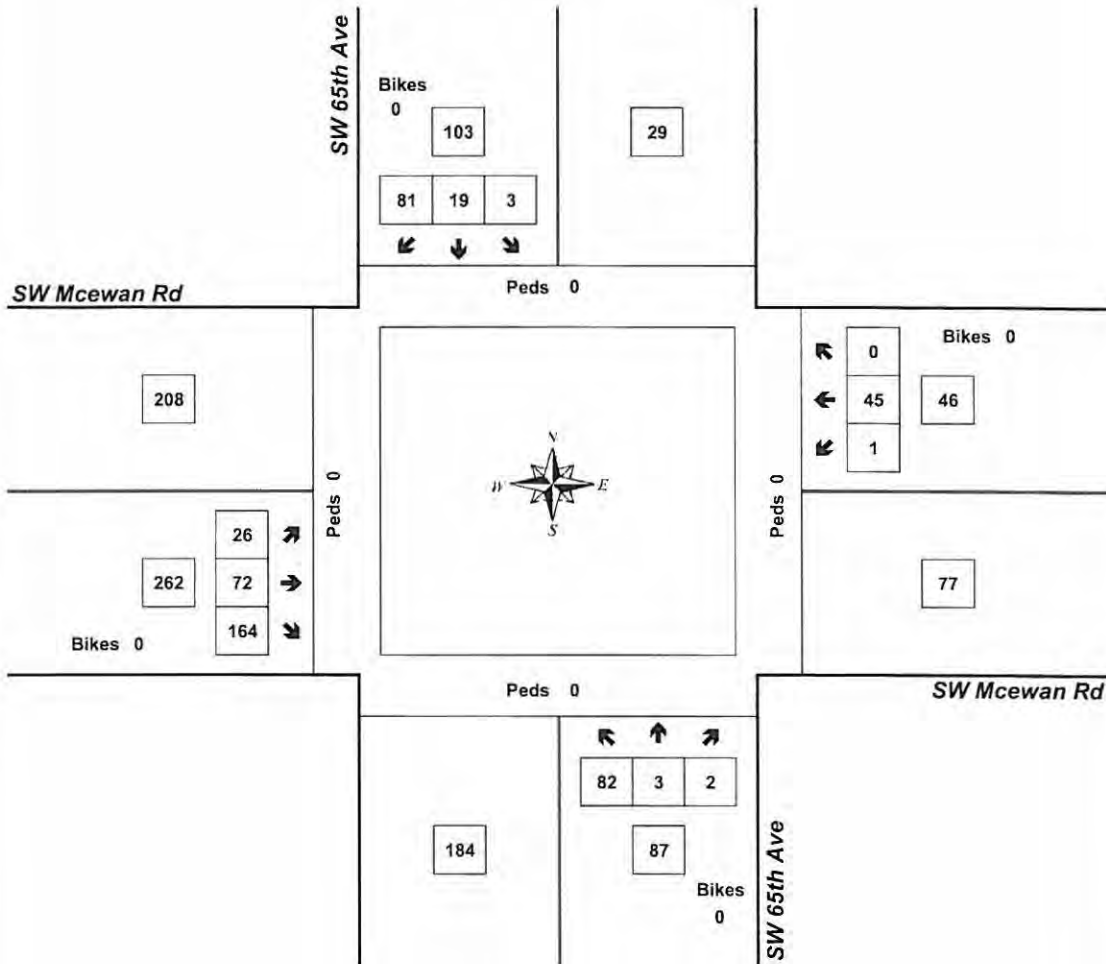 SW 65th Ave
Bikes
0
103
29
81 19 3
Peds 0
SW Mcewan Rd
Bikes 0
0
208
45
46
1
N
W E
S
Peds 0
Peds 0
26
262
72
77
164
Bikes 0
Peds 0
SW Mcewan Rd
82 3 2
184
87
SW 65th Ave
Bikes
0